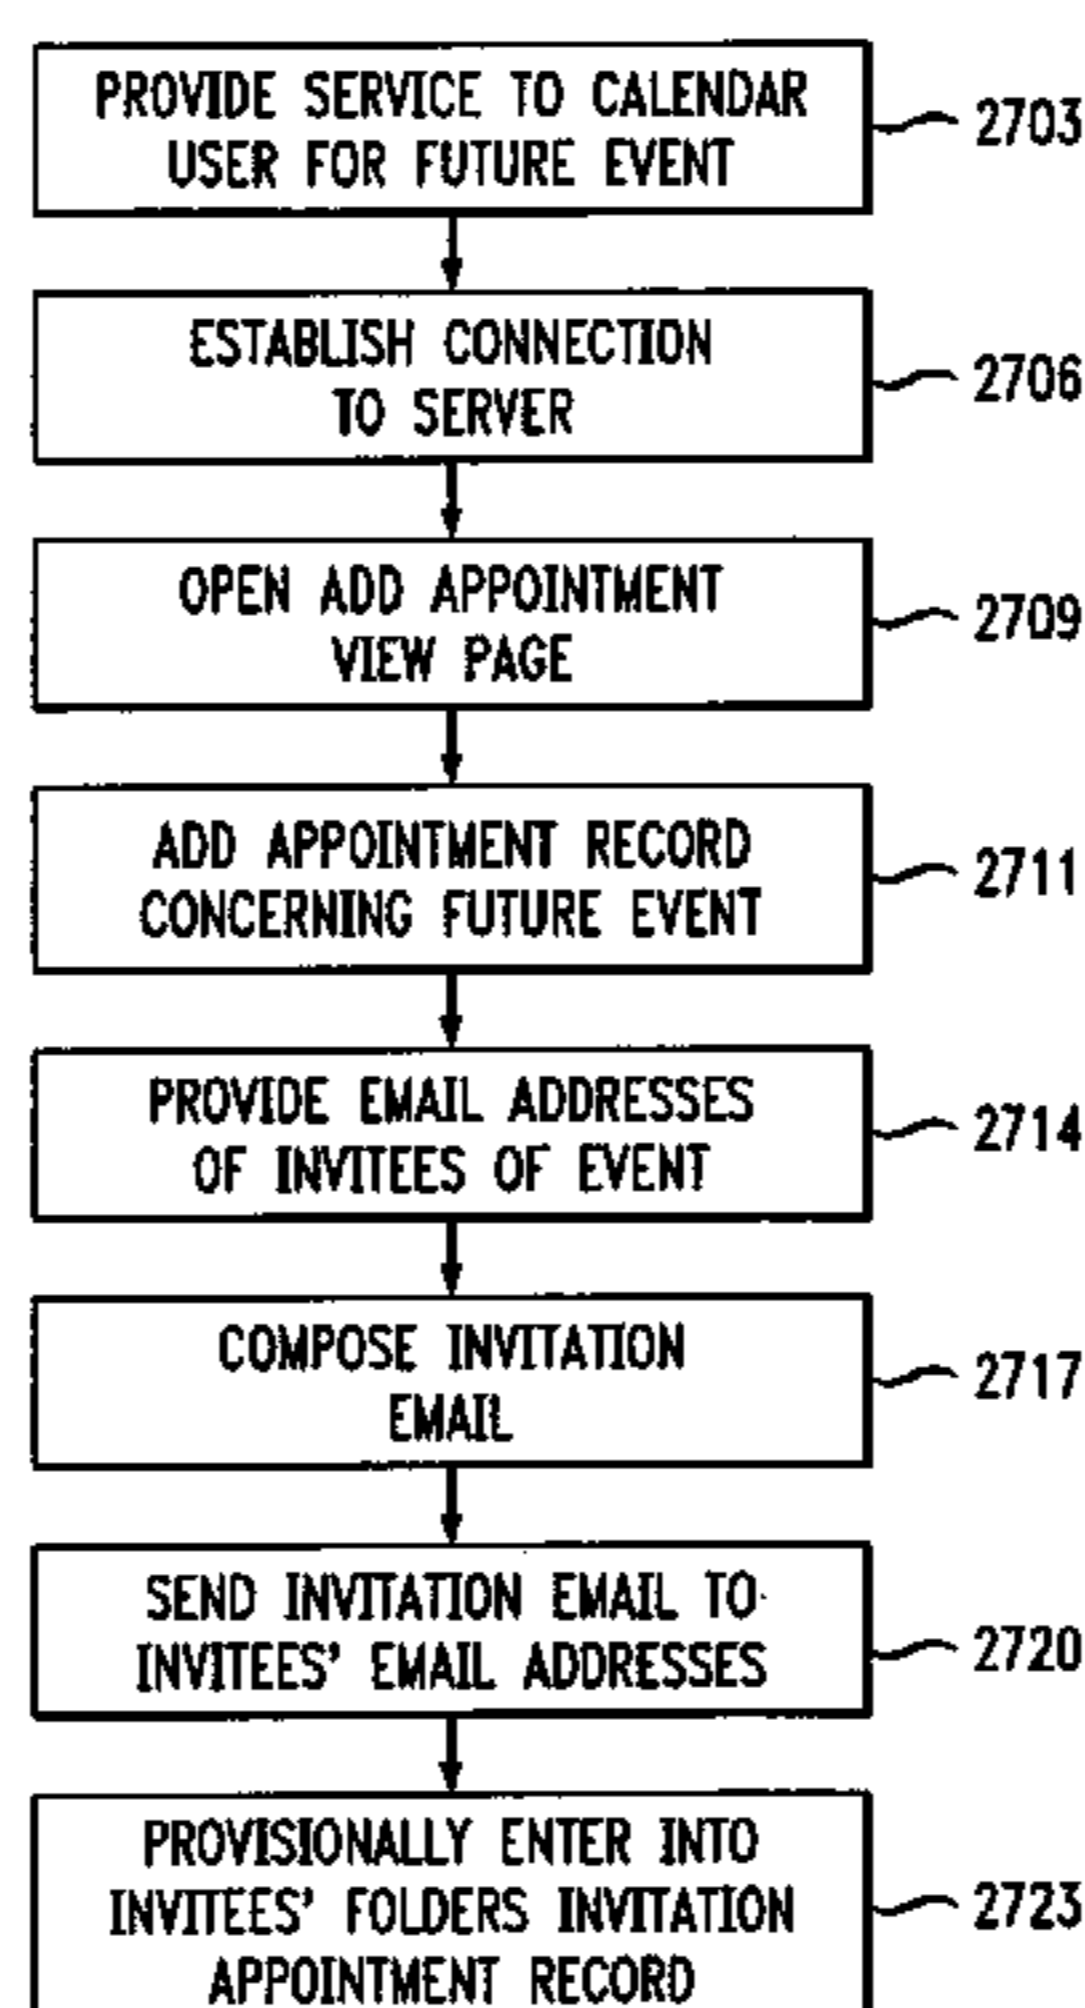 PROVIDE SERVICE TO CALENDAR
USER FOR FUTURE EVENT
2703
ESTABLISH CONNECTION
TO SERVER
2706
OPEN ADD APPOINTMENT
VIEW PAGE
2709
ADD APPOINTMENT RECORD
CONCERNING FUTURE EVENT
2711
PROVIDE EMAIL ADDRESSES
OF INVITEES OF EVENT
2714
COMPOSE INVITATION
EMAIL
2717
SEND INVITATION EMAIL TO
INVITEES' EMAIL ADDRESSES
2720
PROVISIONALLY ENTER INTO
INVITEES' FOLDERS INVITATION
APPOINTMENT RECORD
2723